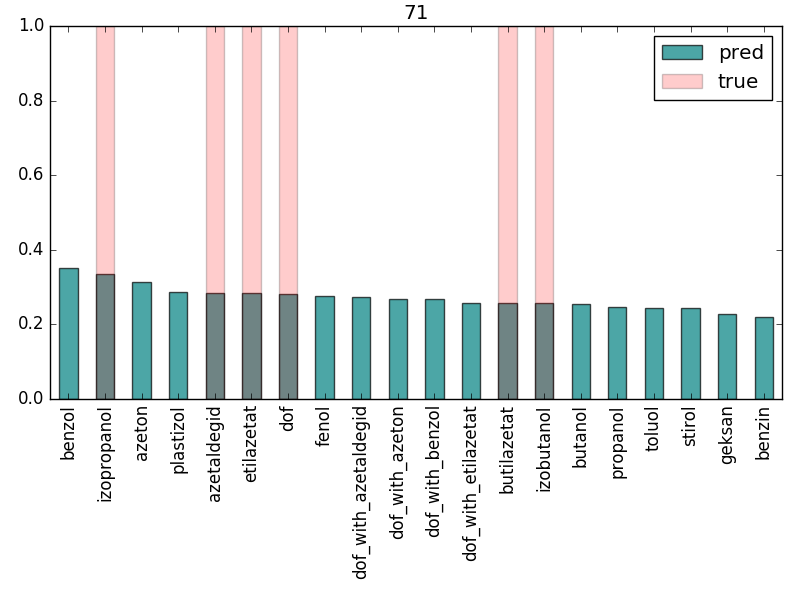 71
1.0
0.8
0.6
0.4
0.2
0.0
pred
true
benzol
izopropanol
azeton
plastizol
azetaldegid
etilazetat
dof
fenol
dof_with_azetaldegid
dof_with_azeton
dof_with_benzol
dof_with_etilazetat
butilazetat
izobutanol
butanol
propanol
toluol
stirol
geksan
benzin